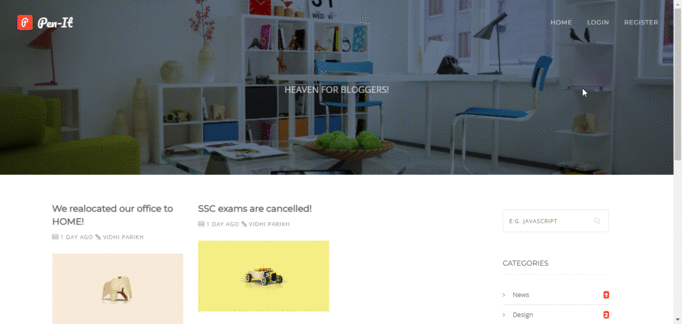 Pen-It
HOME LOGIN REGISTER
HEAVEN FOR BLOGGERS!
We realocated our office to
HOME!
1 DAY AGO VIDHI PARIKH
SSC exams are cancelled!
1 DAY AGO VIDHI PARIKH
E.G. JAVASCRIPT
CATEGORIES
News 1
Design 2